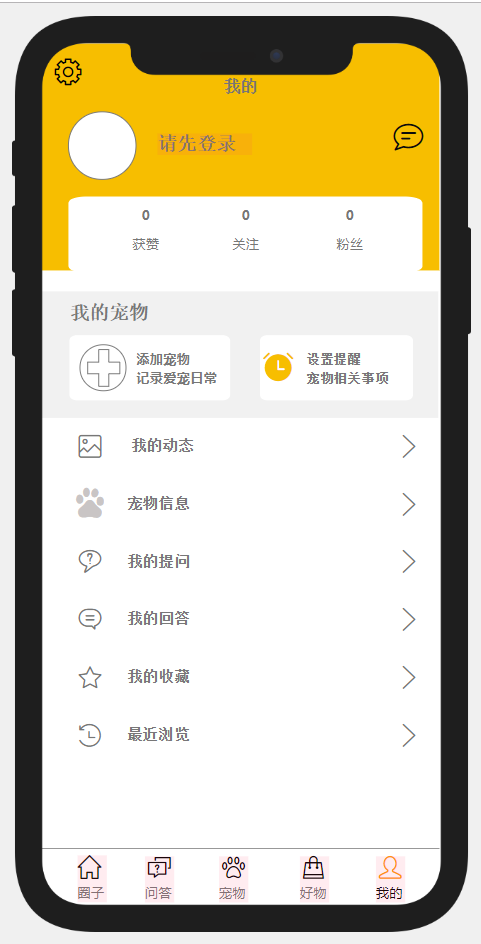 我的
请先登录
0
0
0
获赞
关注
粉丝
我的宠物
添加宠物
记录爱宠日常
设置提醒
宠物相关事项
我的动态
宠物信息
我的提问
我的回答
我的收藏
最近浏览
圈子
问答
宠物
好物
我的